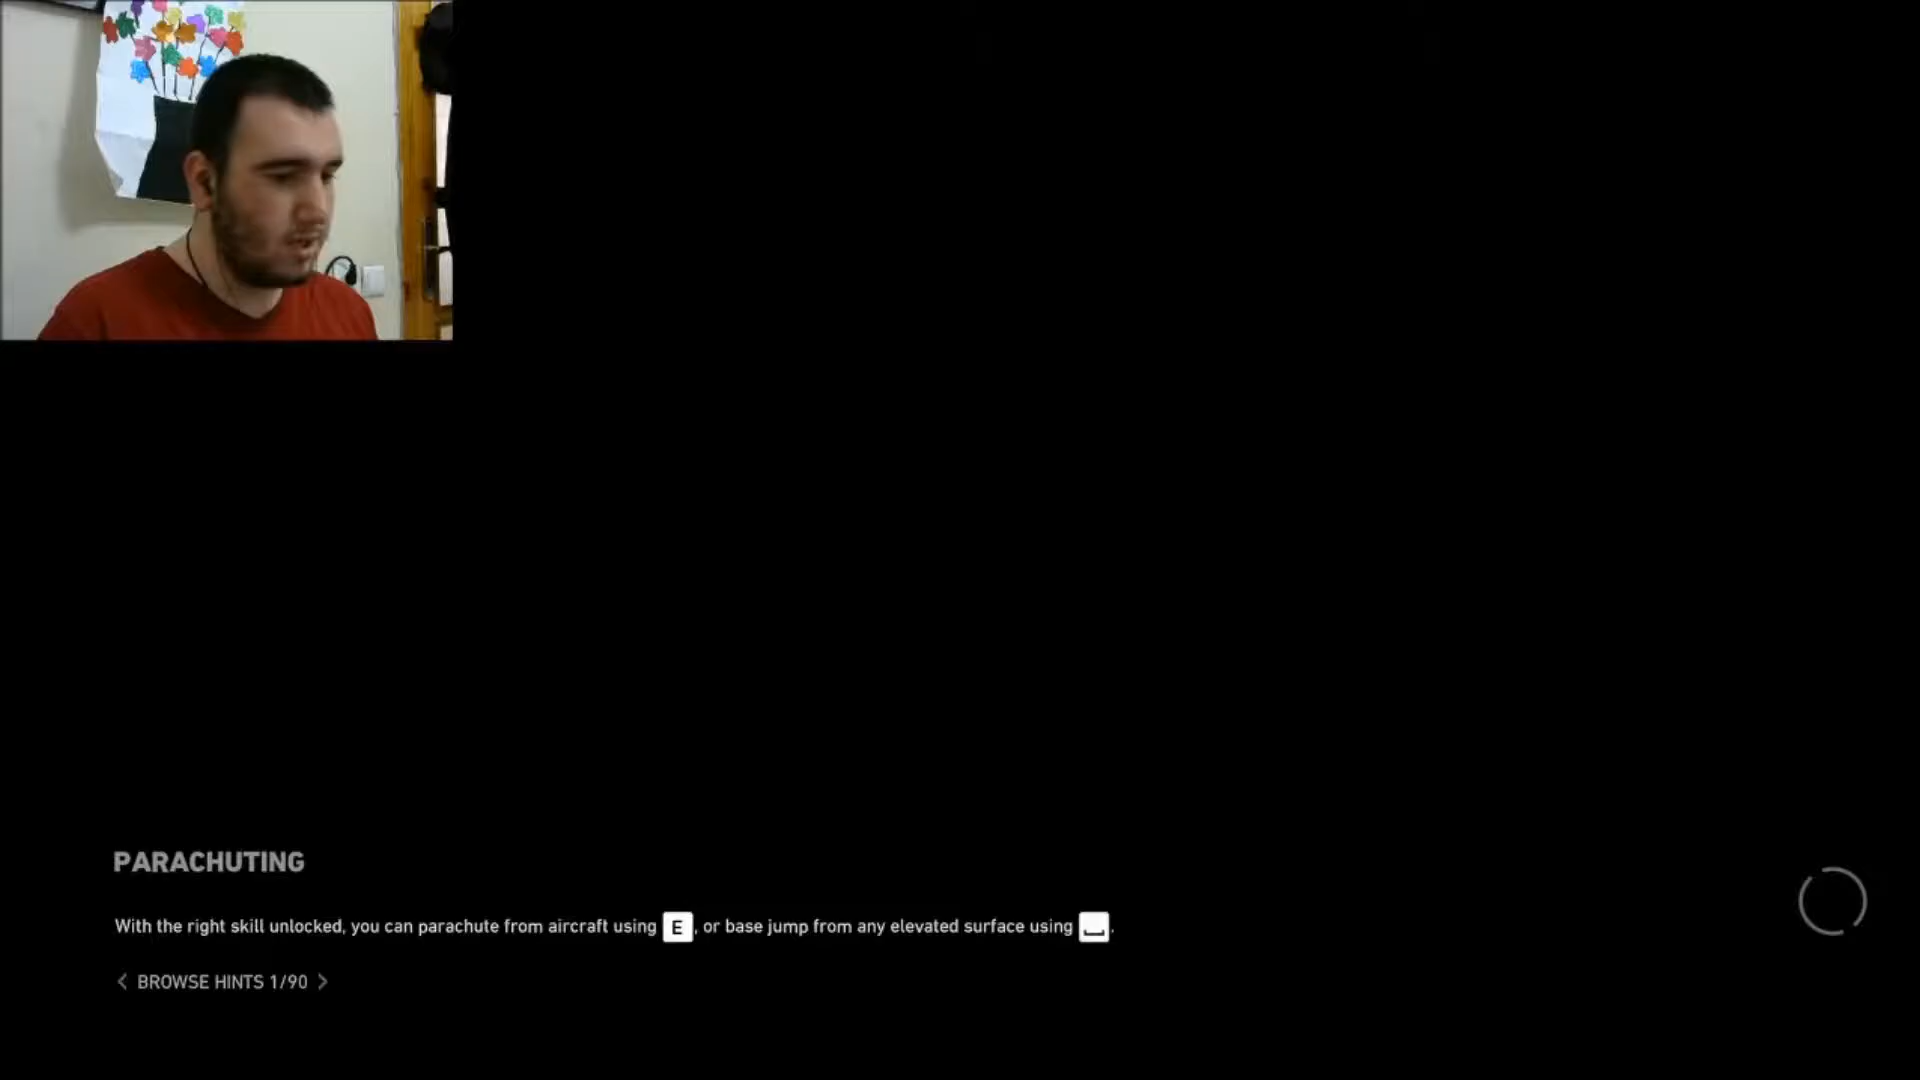 PARACHUTING
With the right skill unlocked, you can parachute from aircraft using E, or base jump from any elevated surface using ⎵.
< BROWSE HINTS 1/90 >